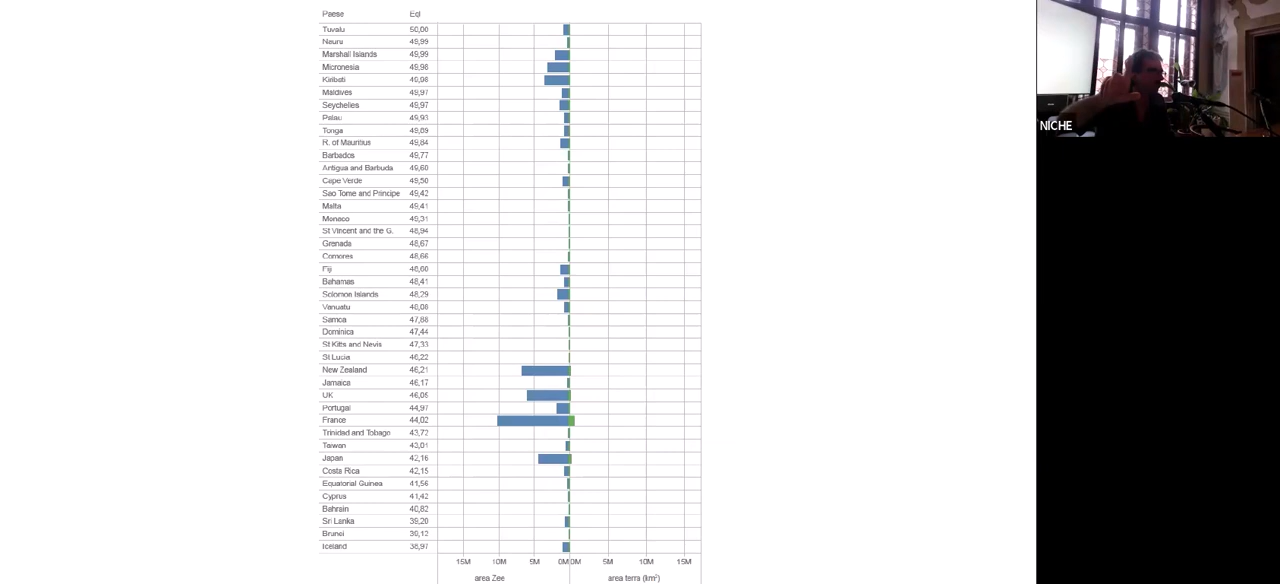 Paese Eql
Tuvalu 50,00
Nauru 49,99
Marshall Islands 49,99
Micronesia 49,98
Kiribati 49,98
Maldives 49,97
Seychelles 49,97
Palau 49,93
Tonga 49,89
R. of Mauritius 49,84
Barbados 49,77
Antigua and Barbuda 49,60
Cape Verde 49,50
Sao Tome and Principe 49,42
Malta 49,41
Monaco 49,31
St Vincent and the G. 48,94
Grenada 48,67
Comores 48,66
Fiji 48,60
Bahamas 48,41
Solomon Islands 48,29
Vanuatu 48,08
Samoa 47,88
Dominica 47,44
St Kitts and Nevis 47,33
St Lucia 46,22
New Zealand 46,21
Jamaica 46,17
UK 46,05
Portugal 44,97
France 44,02
Trinidad and Tobago 43,72
Taiwan 43,01
Japan 42,16
Costa Rica 42,15
Equatorial Guinea 41,56
Cyprus 41,42
Bahrain 40,82
Sri Lanka 39,20
Brunei 39,12
Iceland 38,97
15M 10M 5M 0M 0M 5M 10M 15M
area Zee area terra (km²)
NICHE